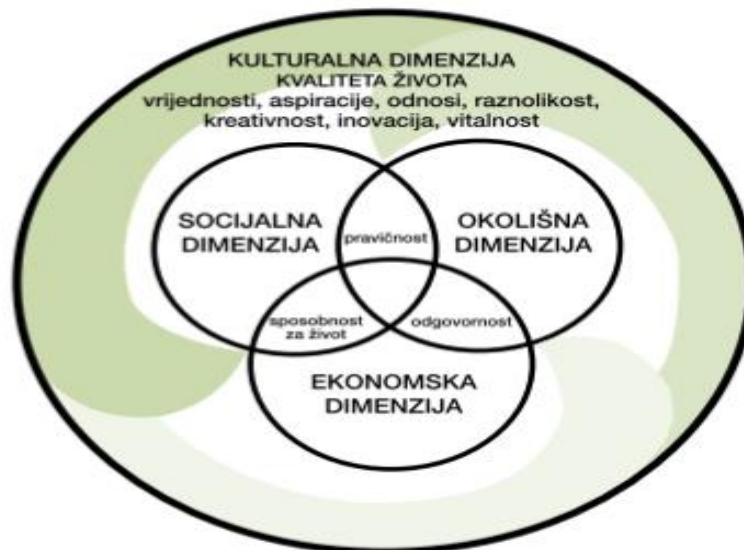 KULTURALNA DIMENZIJA
KVALITETA ŽIVOTA
vrijednosti, aspiracije, odnosi, raznolikost,
kreativnost, inovacija, vitalnost
SOCIJALNA
DIMENZIJA
pravičnost
OKOLIŠNA
DIMENZIJA
sposobnost
za život
odgovornost
EKONOMSKA
DIMENZIJA